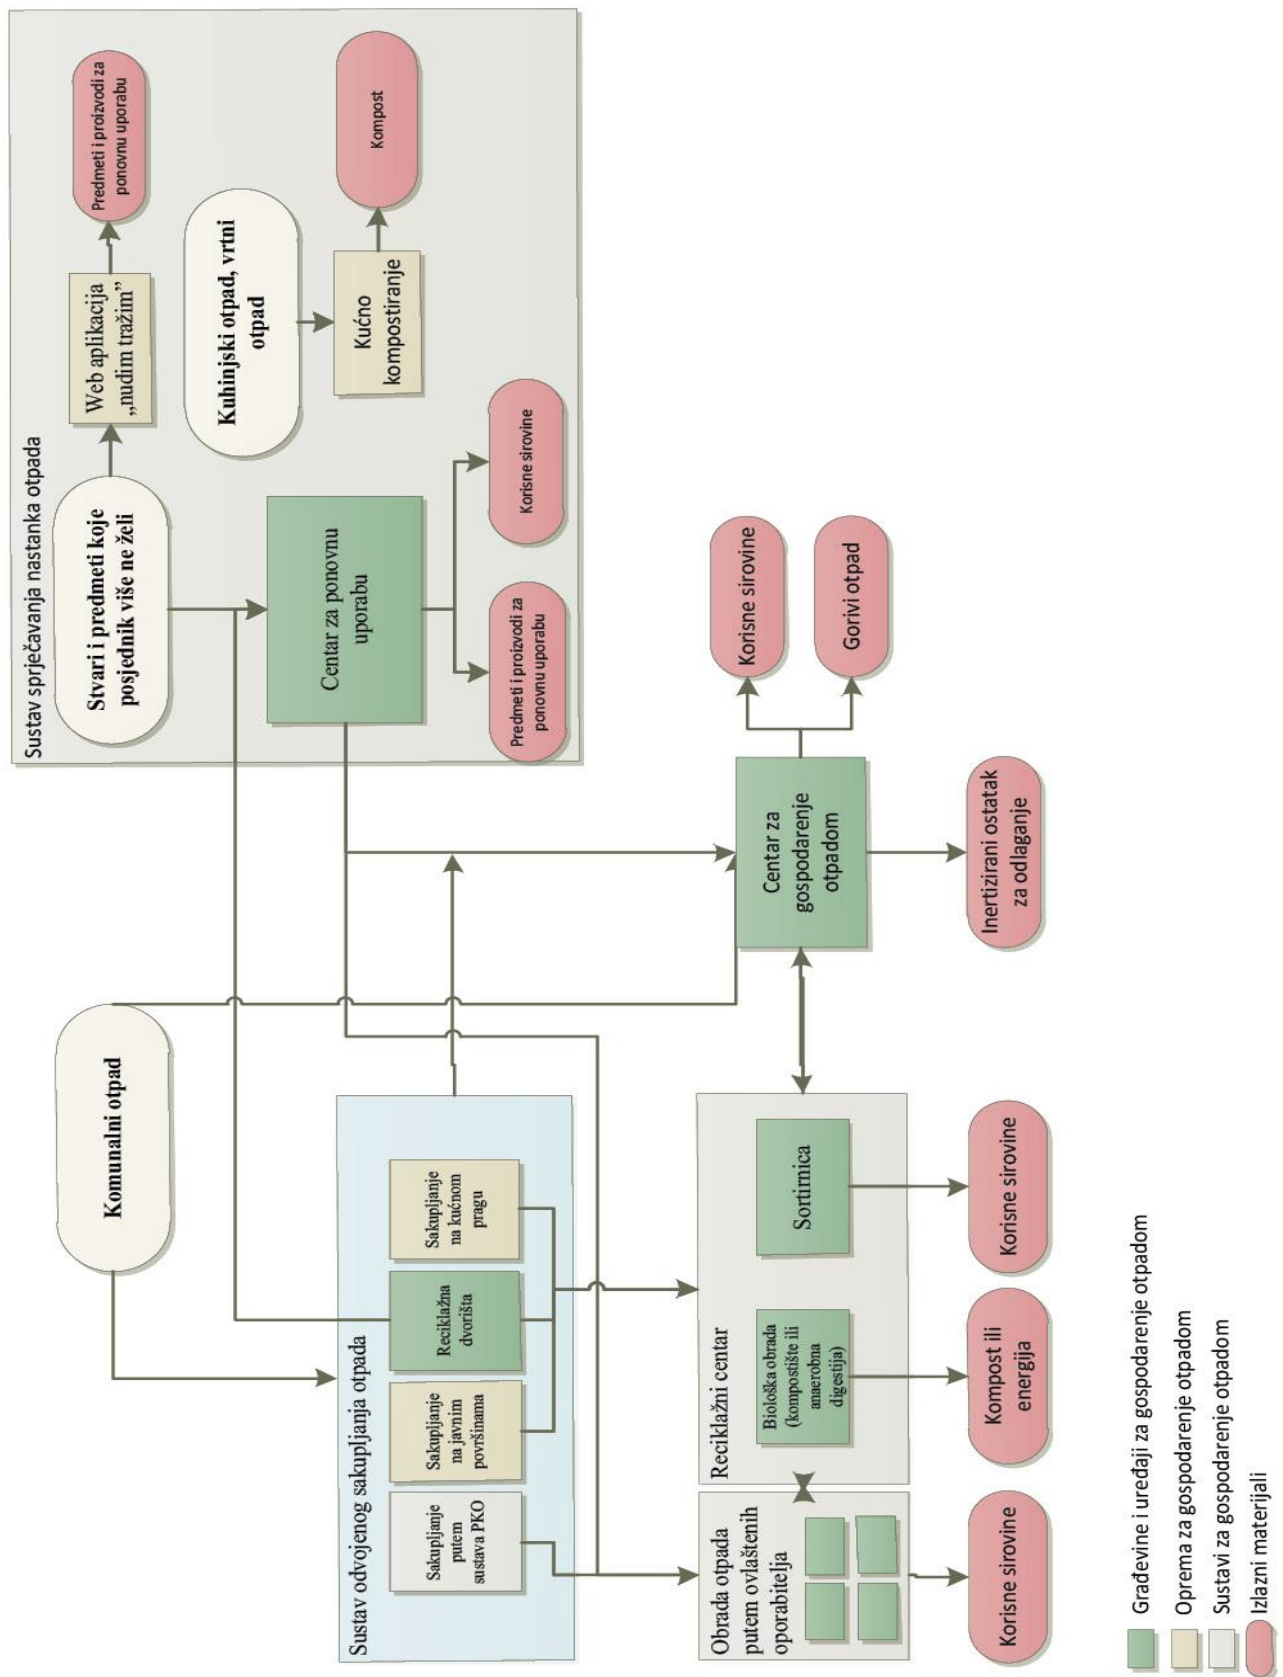 Komunalni otpad
Sustav sprječavanja nastanka otpada
Stvari i predmeti koje
posjednik više ne želi
Web aplikacija
„nudim tražim”
Predmeti i proizvodi za
ponovnu uporabu
Kuhinjski otpad, vrtni
otpad
Kućno
kompostiranje
Kompost
Centar za ponovnu
uporabu
Predmeti i proizvodi za
ponovnu uporabu
Korisne sirovine
Sustav odvojenog sakupljanja otpada
Sakupljanje
putem
sustava PKO
Sakupljanje
na javnim
površinama
Reciklažna
dvorišta
Sakupljanje
na kućnom
pragu
Obrada otpada
putem ovlaštenih
oporabitelja
Reciklažni centar
Biološka obrada
(kompostište ili
anaerobna
digestija)
Sortirnica
Centar za
gospodarenje
otpadom
Korisne sirovine
Gorivi otpad
Korisne sirovine
Kompost ili
energija
Korisne sirovine
Inertizirani ostatak
za odlaganje
Građevine i uređaji za gospodarenje otpadom
Oprema za gospodarenje otpadom
Sustavi za gospodarenje otpadom
Izlazni materijali